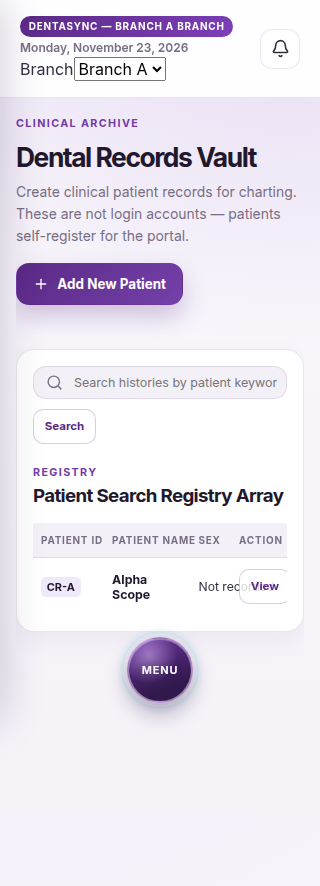 DENTASYNC — BRANCH A BRANCH
Monday, November 23, 2026
Branch Branch A
CLINICAL ARCHIVE
Dental Records Vault
Create clinical patient records for charting.
These are not login accounts — patients
self-register for the portal.
+ Add New Patient
Search histories by patient keywor
Search
REGISTRY
Patient Search Registry Array
PATIENT ID PATIENT NAME SEX ACTION
CR-A Alpha Scope Not rec View
MENU